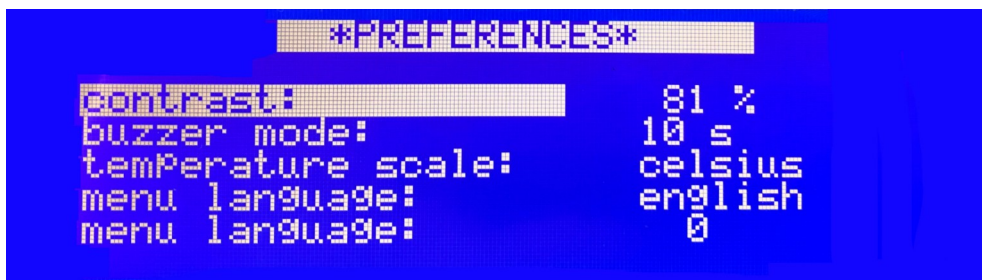 *PREFERENCES*
contrast: 81 %
buzzer mode: 10 s
temperature scale: celsius
menu language: english
menu language: 0